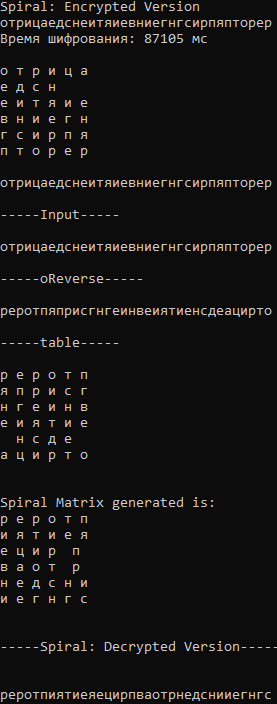 Spiral: Encrypted Version
отрицаедснеитяиевниегнгсирпяпторер
Время шифрования: 87105 мс
о т р и ц а
е д с н
е и т я и е
в н и е г н
г с и р п я
п т о р е р
отрицаедснеитяиевниегнгсирпяпторер
-----Input-----
отрицаедснеитяиевниегнгсирпяпторер
-----oReverse-----
реротпяприсгнгеинвеиятиенсдеацирто
-----table-----
р е р о т п
я п р и с г
н г е и н в
е и я т и е
н с д е
а ц и р т о
Spiral Matrix generated is:
р е р о т п
и я т и е я
е ц и р   п
в а о т   р
н е д с н и
и е г н г с
-----Spiral: Decrypted Version-----
реротпиятиеяецирпваотрнедснииегнгс